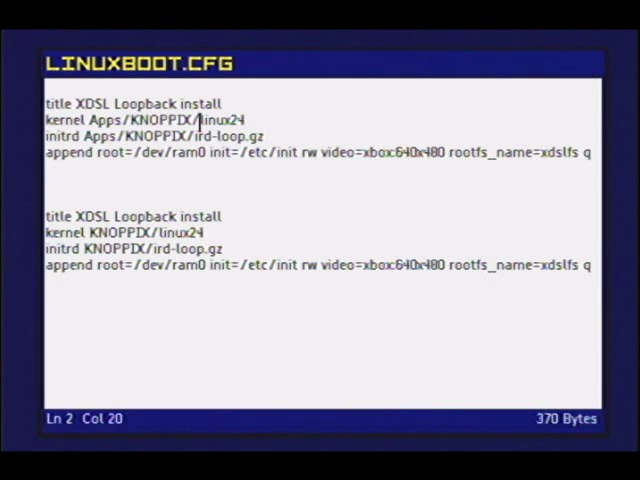 LINUXBOOT.CFG
title XDSL Loopback install
kernel Apps/KNOPPIX/linux24
initrd Apps/KNOPPIX/ird-loop.gz
append root=/dev/ram0 init=/etc/init rw video=xbox:640x480 rootfs_name=xdslfs q
title XDSL Loopback install
kernel KNOPPIX/linux24
initrd KNOPPIX/ird-loop.gz
append root=/dev/ram0 init=/etc/init rw video=xbox:640x480 rootfs_name=xdslfs q
Ln 2 Col 20 370 Bytes